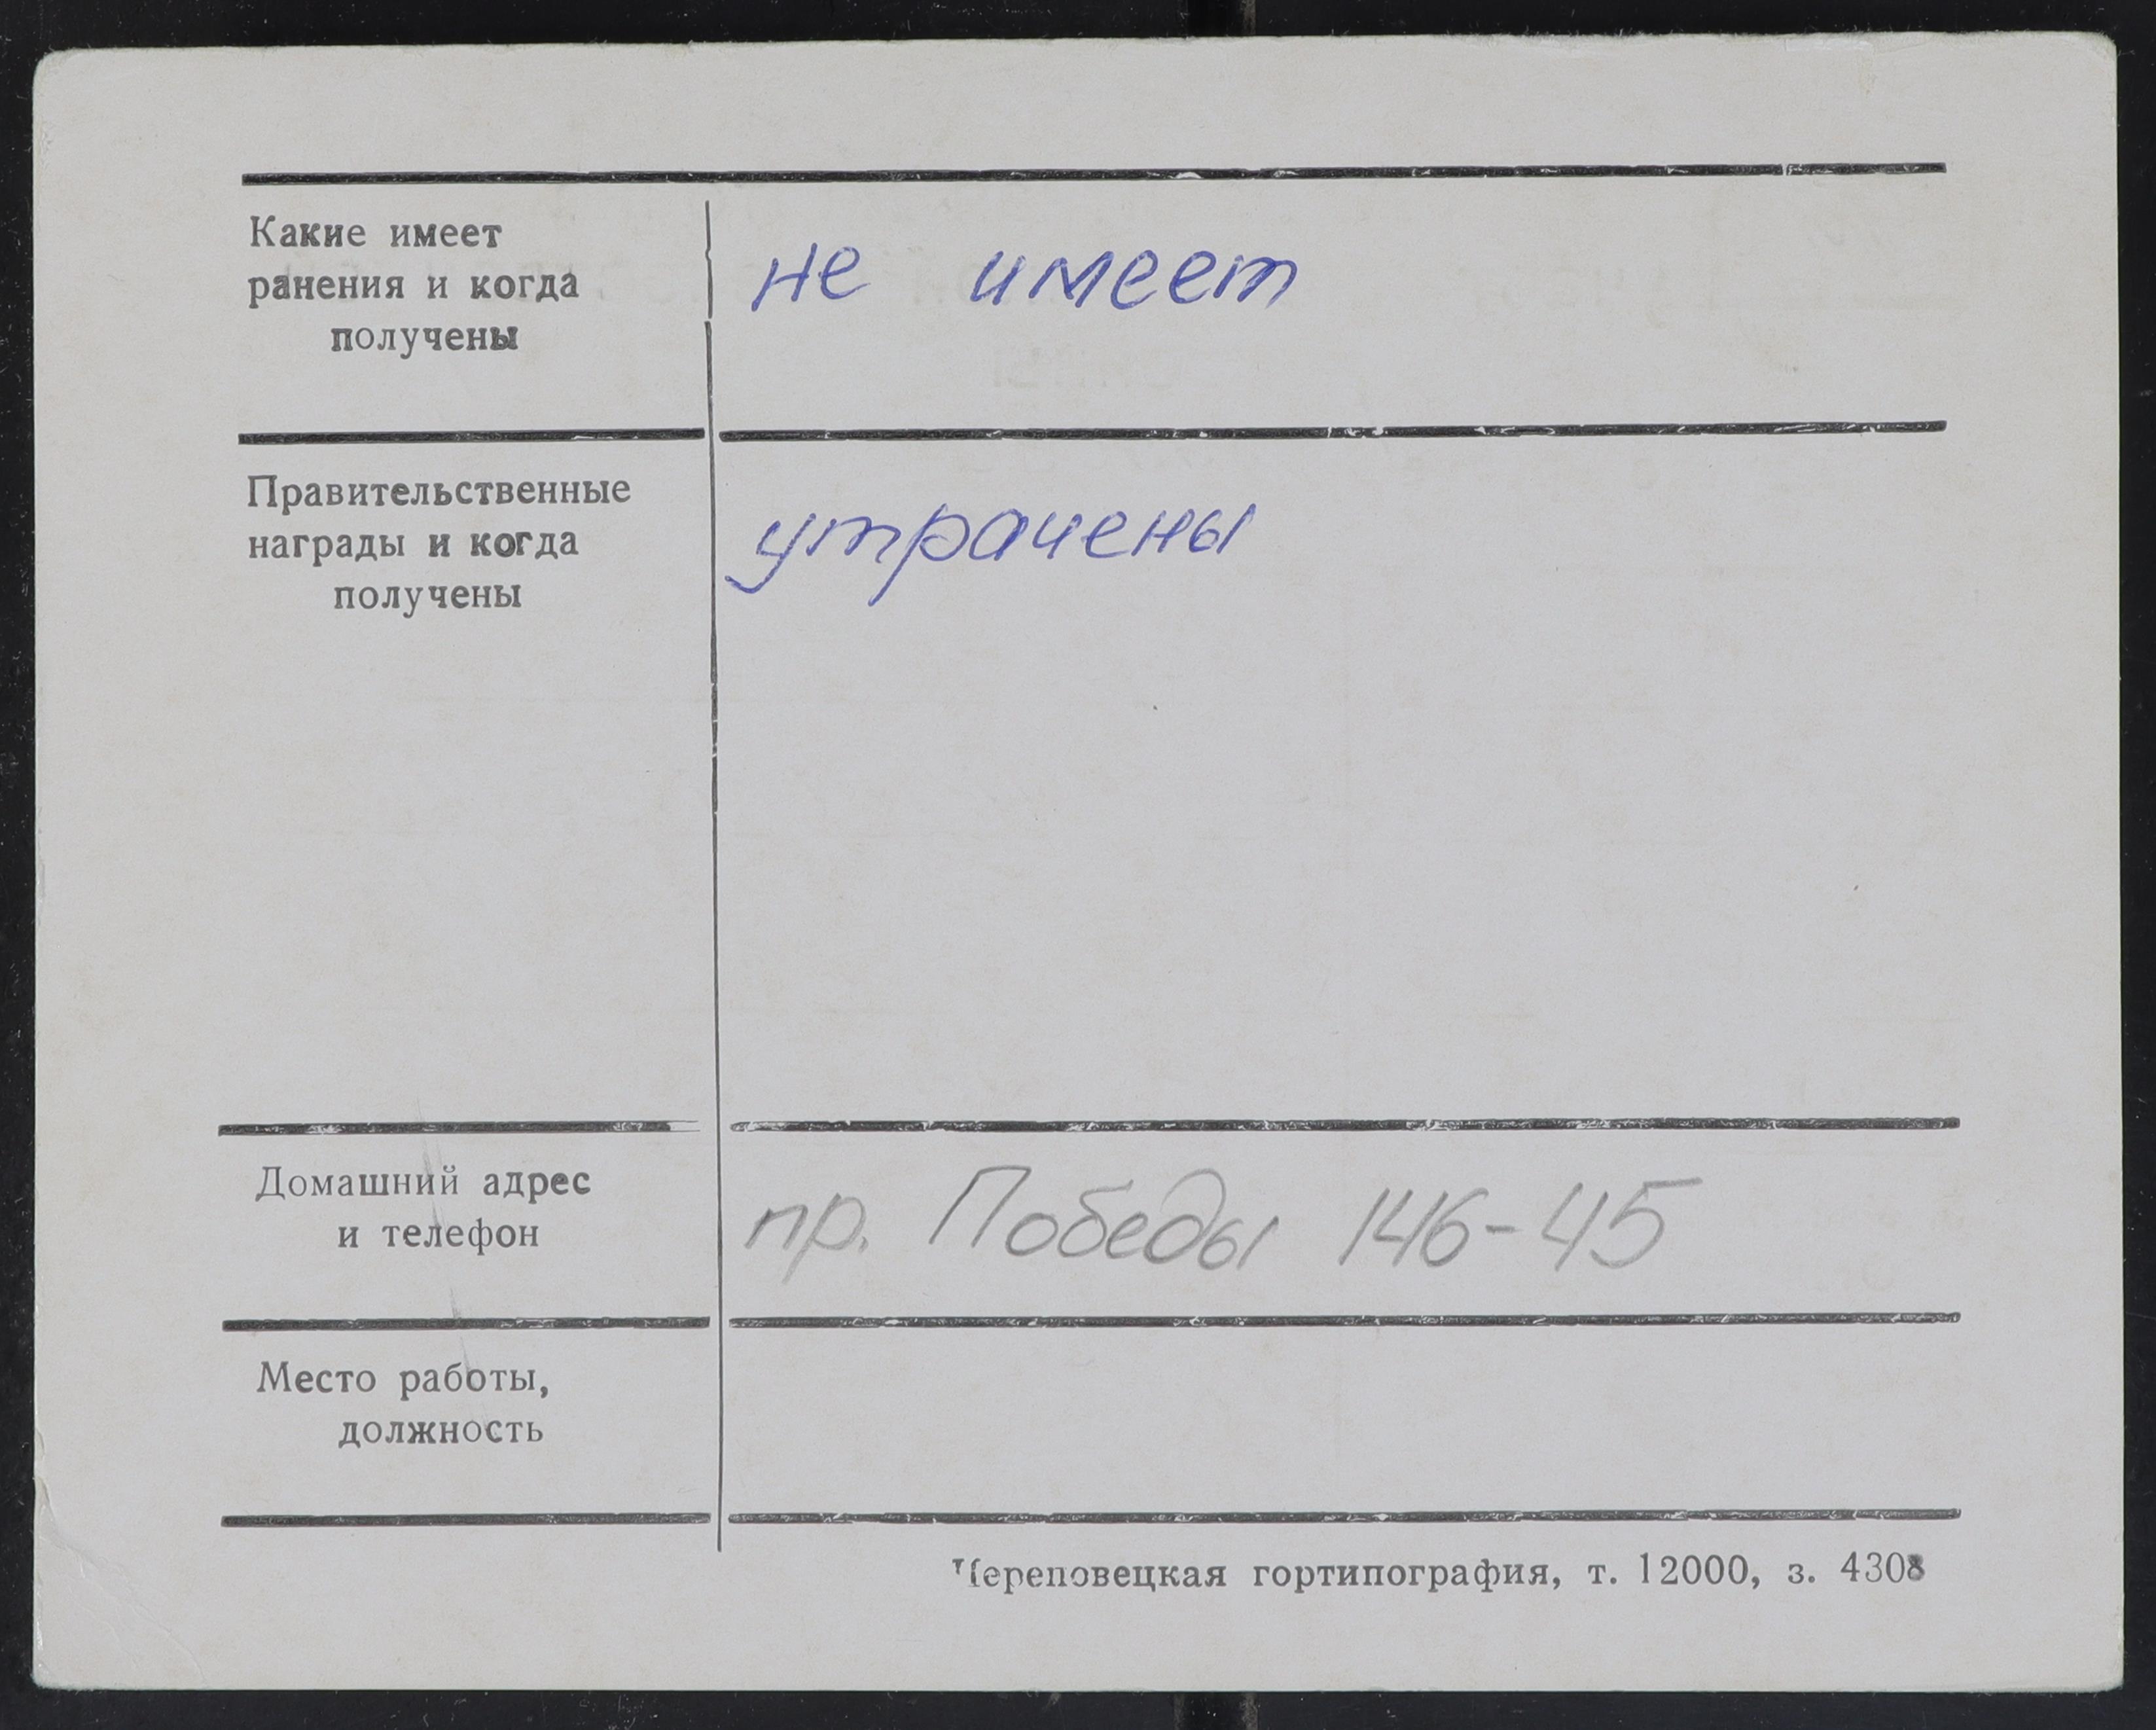 Какие имеет
ранения и когда
получены
не имеет
Правительственные
награды и когда
получены
утрачены
Домашний адрес
и телефон
пр. Победы 146-45
Место работы,
должность
Череповецкая гортипография, т. 12000, з. 4308